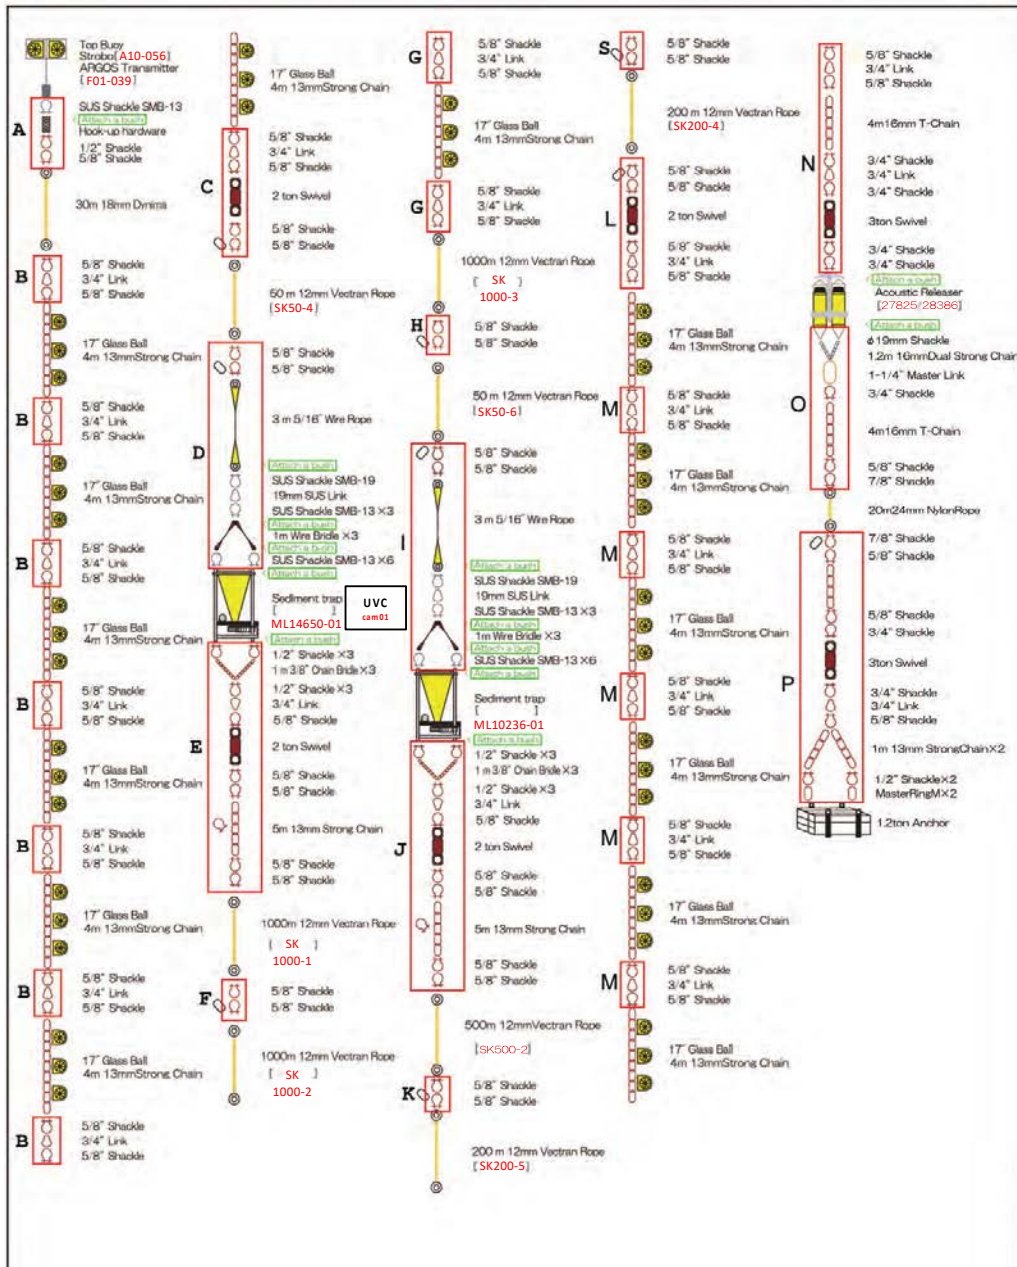 Top Buoy
Strobo[A10-056]
ARGOS Transamitter
[F01-039]
A
SUS Shackle SMB-13
Attach a bush
Hook-up hardware
1/2" Shackle
5/8" Shackle
30m 18mm Dynima
B
5/8" Shackle
3/4" Link
5/8" Shackle
17" Glass Ball
4m 13mmStrong Chain
B
5/8" Shackle
3/4" Link
5/8" Shackle
17" Glass Ball
4m 13mmStrong Chain
B
5/8" Shackle
3/4" Link
5/8" Shackle
17" Glass Ball
4m 13mmStrong Chain
B
5/8" Shackle
3/4" Link
5/8" Shackle
17" Glass Ball
4m 13mmStrong Chain
B
5/8" Shackle
3/4" Link
5/8" Shackle
17" Glass Ball
4m 13mmStrong Chain
B
5/8" Shackle
3/4" Link
5/8" Shackle
17" Glass Ball
4m 13mmStrong Chain
B
5/8" Shackle
3/4" Link
5/8" Shackle
17" Glass Ball
4m 13mmStrong Chain
C
5/8" Shackle
3/4" Link
5/8" Shackle
2 ton Swivel
5/8" Shackle
5/8" Shackle
50 m 12mm Vectran Rope
[SK50-4]
D
5/8" Shackle
5/8" Shackle
3 m 5/16" Wire Rope
Attach a bush
SUS Shackle SMB-19
19mm SUS Link
SUS Shackle SMB-13 ×3
Attach a bush
1m Wire Bridle ×3
Attach a bush
SUS Shackle SMB-13 ×6
Attach a bush
Sediment trap
[ ]
ML14650-01
UVC
cam01
Attach a bush
E
1/2" Shackle ×3
1 m 3/8" Chain Bridle ×3
1/2" Shackle ×3
3/4" Link
5/8" Shackle
2 ton Swivel
5/8" Shackle
5/8" Shackle
5m 13mm Strong Chain
5/8" Shackle
5/8" Shackle
1000m 12mm Vectran Rope
[ SK ]
1000-1
F
5/8" Shackle
5/8" Shackle
1000m 12mm Vectran Rope
[ SK ]
1000-2
G
5/8" Shackle
3/4" Link
5/8" Shackle
17" Glass Ball
4m 13mmStrong Chain
G
5/8" Shackle
3/4" Link
5/8" Shackle
1000m 12mm Vectran Rope
[ SK ]
1000-3
H
5/8" Shackle
5/8" Shackle
50 m 12mm Vectran Rope
[SK50-6]
I
5/8" Shackle
5/8" Shackle
3 m 5/16" Wire Rope
Attach a bush
SUS Shackle SMB-19
19mm SUS Link
SUS Shackle SMB-13 ×3
Attach a bush
1m Wire Bridle ×3
Attach a bush
SUS Shackle SMB-13 ×6
Attach a bush
Sediment trap
[ ]
ML10236-01
Attach a bush
J
1/2" Shackle ×3
1 m 3/8" Chain Bridle ×3
1/2" Shackle ×3
3/4" Link
5/8" Shackle
2 ton Swivel
5/8" Shackle
5/8" Shackle
5m 13mm Strong Chain
5/8" Shackle
5/8" Shackle
500m 12mmVectran Rope
[SK500-2]
K
5/8" Shackle
5/8" Shackle
200 m 12mm Vectran Rope
[SK200-5]
S
5/8" Shackle
5/8" Shackle
200 m 12mm Vectran Rope
[SK200-4]
L
5/8" Shackle
5/8" Shackle
2 ton Swivel
5/8" Shackle
3/4" Link
5/8" Shackle
17" Glass Ball
4m 13mmStrong Chain
M
5/8" Shackle
3/4" Link
5/8" Shackle
17" Glass Ball
4m 13mmStrong Chain
M
5/8" Shackle
3/4" Link
5/8" Shackle
17" Glass Ball
4m 13mmStrong Chain
M
5/8" Shackle
3/4" Link
5/8" Shackle
17" Glass Ball
4m 13mmStrong Chain
M
5/8" Shackle
3/4" Link
5/8" Shackle
17" Glass Ball
4m 13mmStrong Chain
M
5/8" Shackle
3/4" Link
5/8" Shackle
17" Glass Ball
4m 13mmStrong Chain
N
5/8" Shackle
3/4" Link
5/8" Shackle
4m16mm T-Chain
3/4" Shackle
3/4" Link
3/4" Shackle
3ton Swivel
3/4" Shackle
3/4" Shackle
Attach a bush
Acoustic Releaser
[27825/28386]
Attach a bush
O
φ19mm Shackle
1.2m 16mmDual Strong Chain
1-1/4" Master Link
3/4" Shackle
4m16mm T-Chain
5/8" Shackle
7/8" Shackle
20m24mm NylonRope
P
7/8" Shackle
5/8" Shackle
5/8" Shackle
3/4" Shackle
3ton Swivel
3/4" Shackle
3/4" Link
5/8" Shackle
1m 13mm StrongChain×2
1/2" Shackle×2
MasterRingM×2
1.2ton Anchor